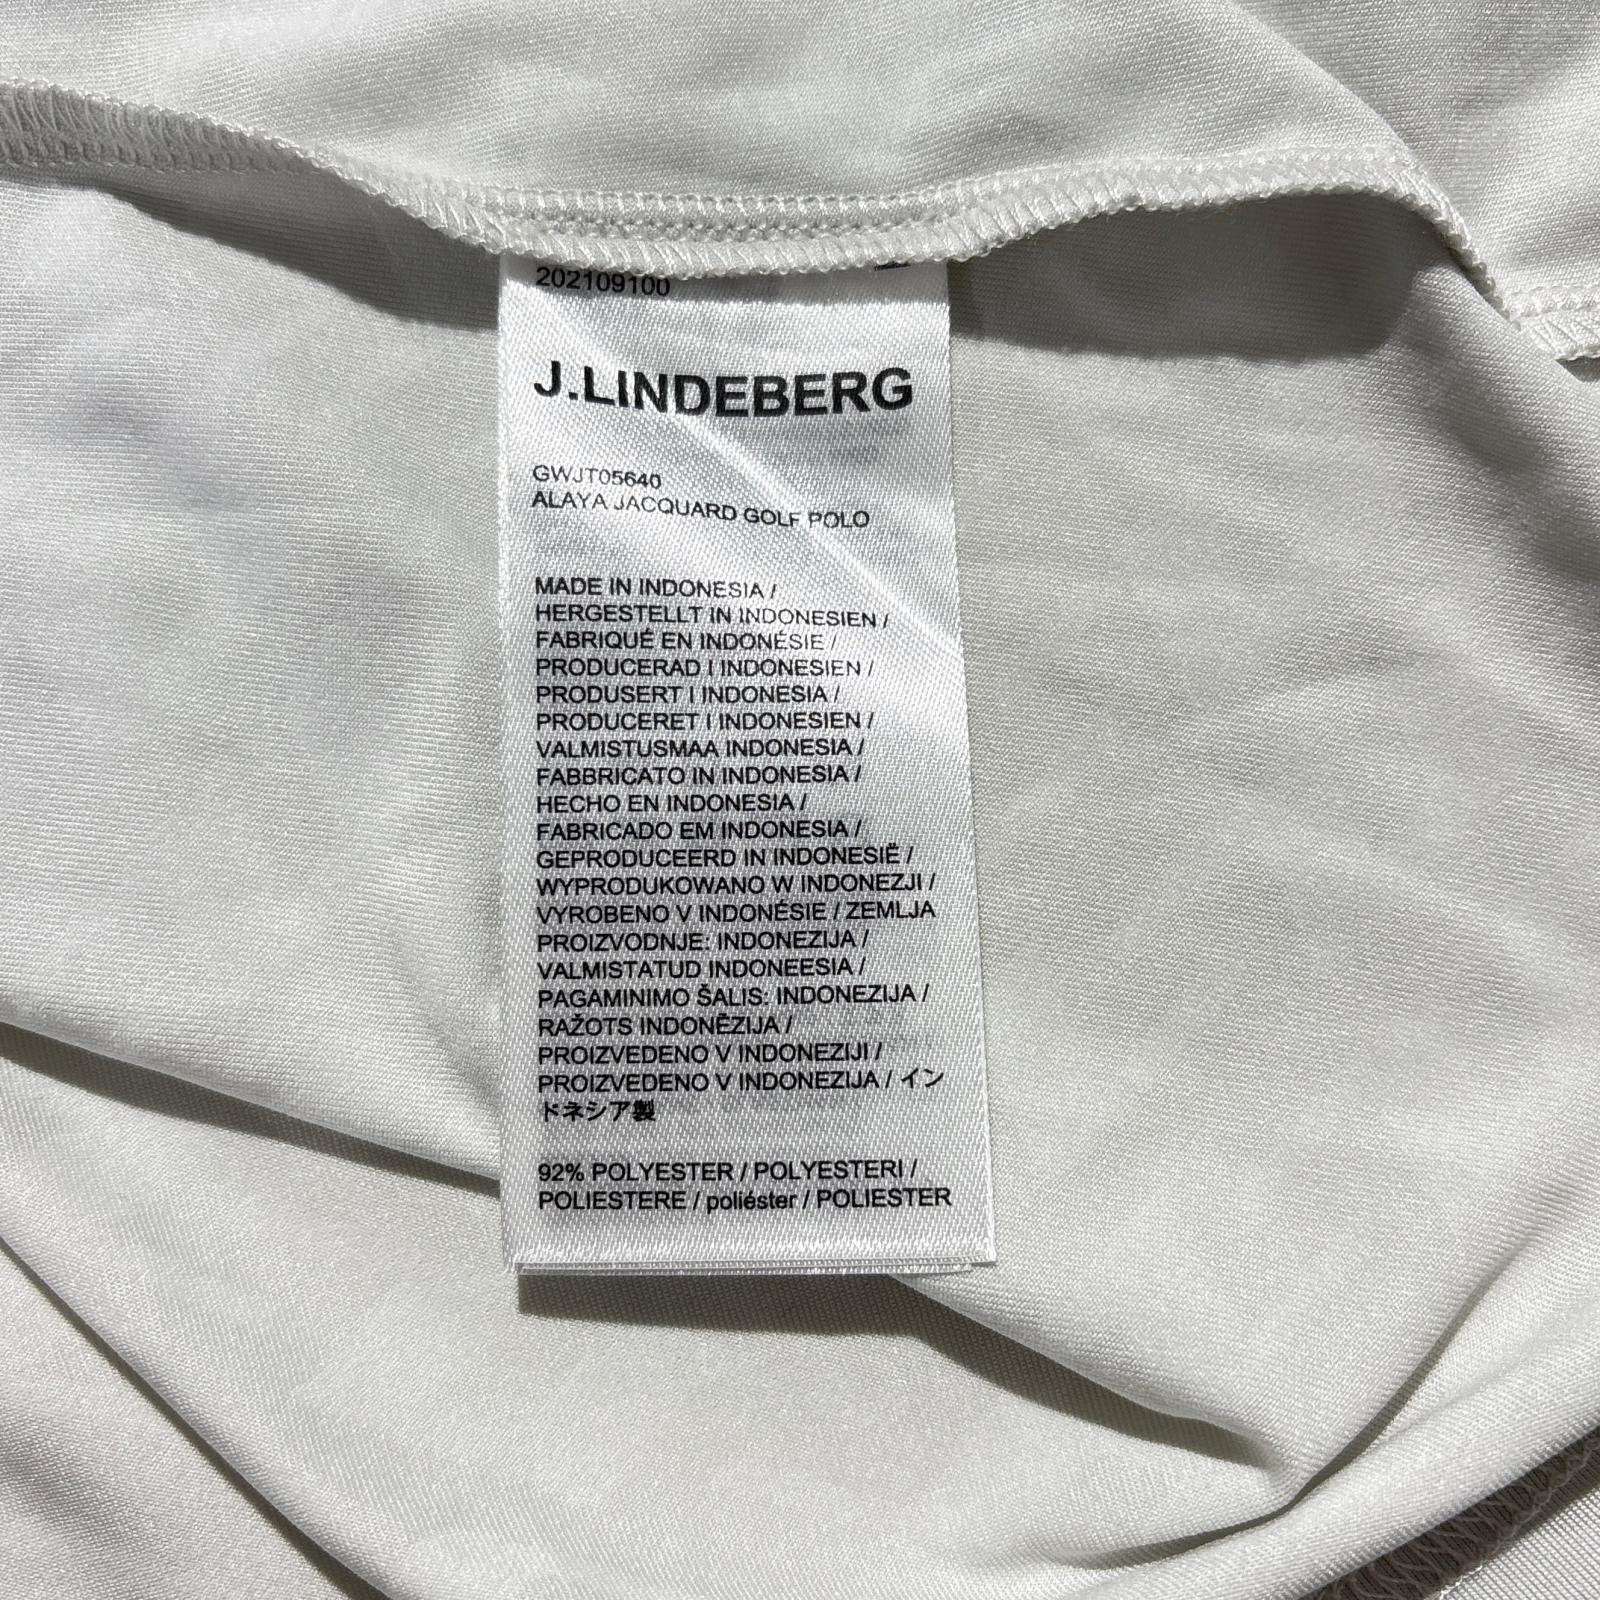 202109100
J.LINDEBERG
GWJT05640
ALAYA JACQUARD GOLF POLO
MADE IN INDONESIA /
HERGESTELLT IN INDONESIEN /
FABRIQUÉ EN INDONÉSIE /
PRODUCERAD I INDONESIEN /
PRODUSERT I INDONESIA /
PRODUCERET I INDONESIEN /
VALMISTUSMAA INDONESIA /
FABBRICATO IN INDONESIA /
HECHO EN INDONESIA /
FABRICADO EM INDONESIA /
GEPRODUCEERD IN INDONESIË /
WYPRODUKOWANO W INDONEZJI /
VYROBENO V INDONÉSIE / ZEMLJA
PROIZVODNJE: INDONEZIJA /
VALMISTATUD INDONEESIA /
PAGAMINIMO ŠALIS: INDONEZIJA /
RAŽOTS INDONĒZIJA /
PROIZVEDENO V INDONEZIJI /
PROIZVEDENO V INDONEZIJA / イン
ドネシア製
92% POLYESTER / POLYESTERI /
POLIESTERE / poliéster / POLIESTER